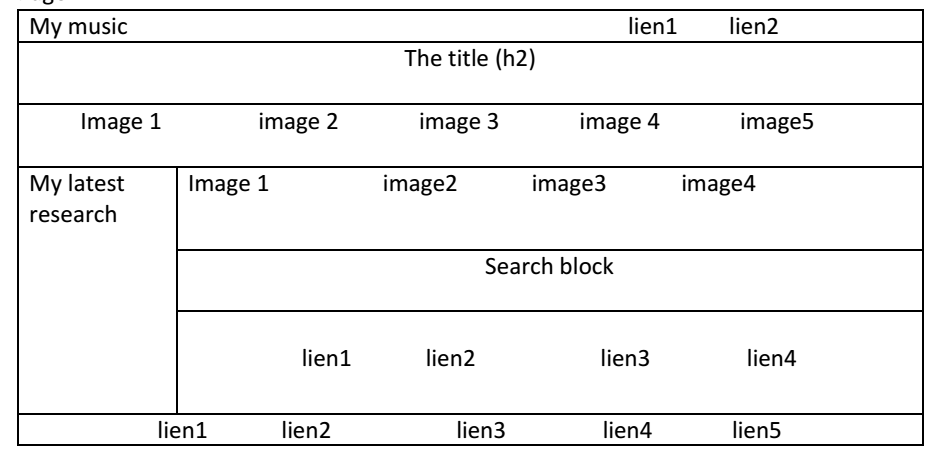 My music lien1 lien2
The title (h2)
Image 1 image 2 image 3 image 4 image5
My latest
research
Image 1 image2 image3 image4
Search block
lien1 lien2 lien3 lien4
lien1 lien2 lien3 lien4 lien5